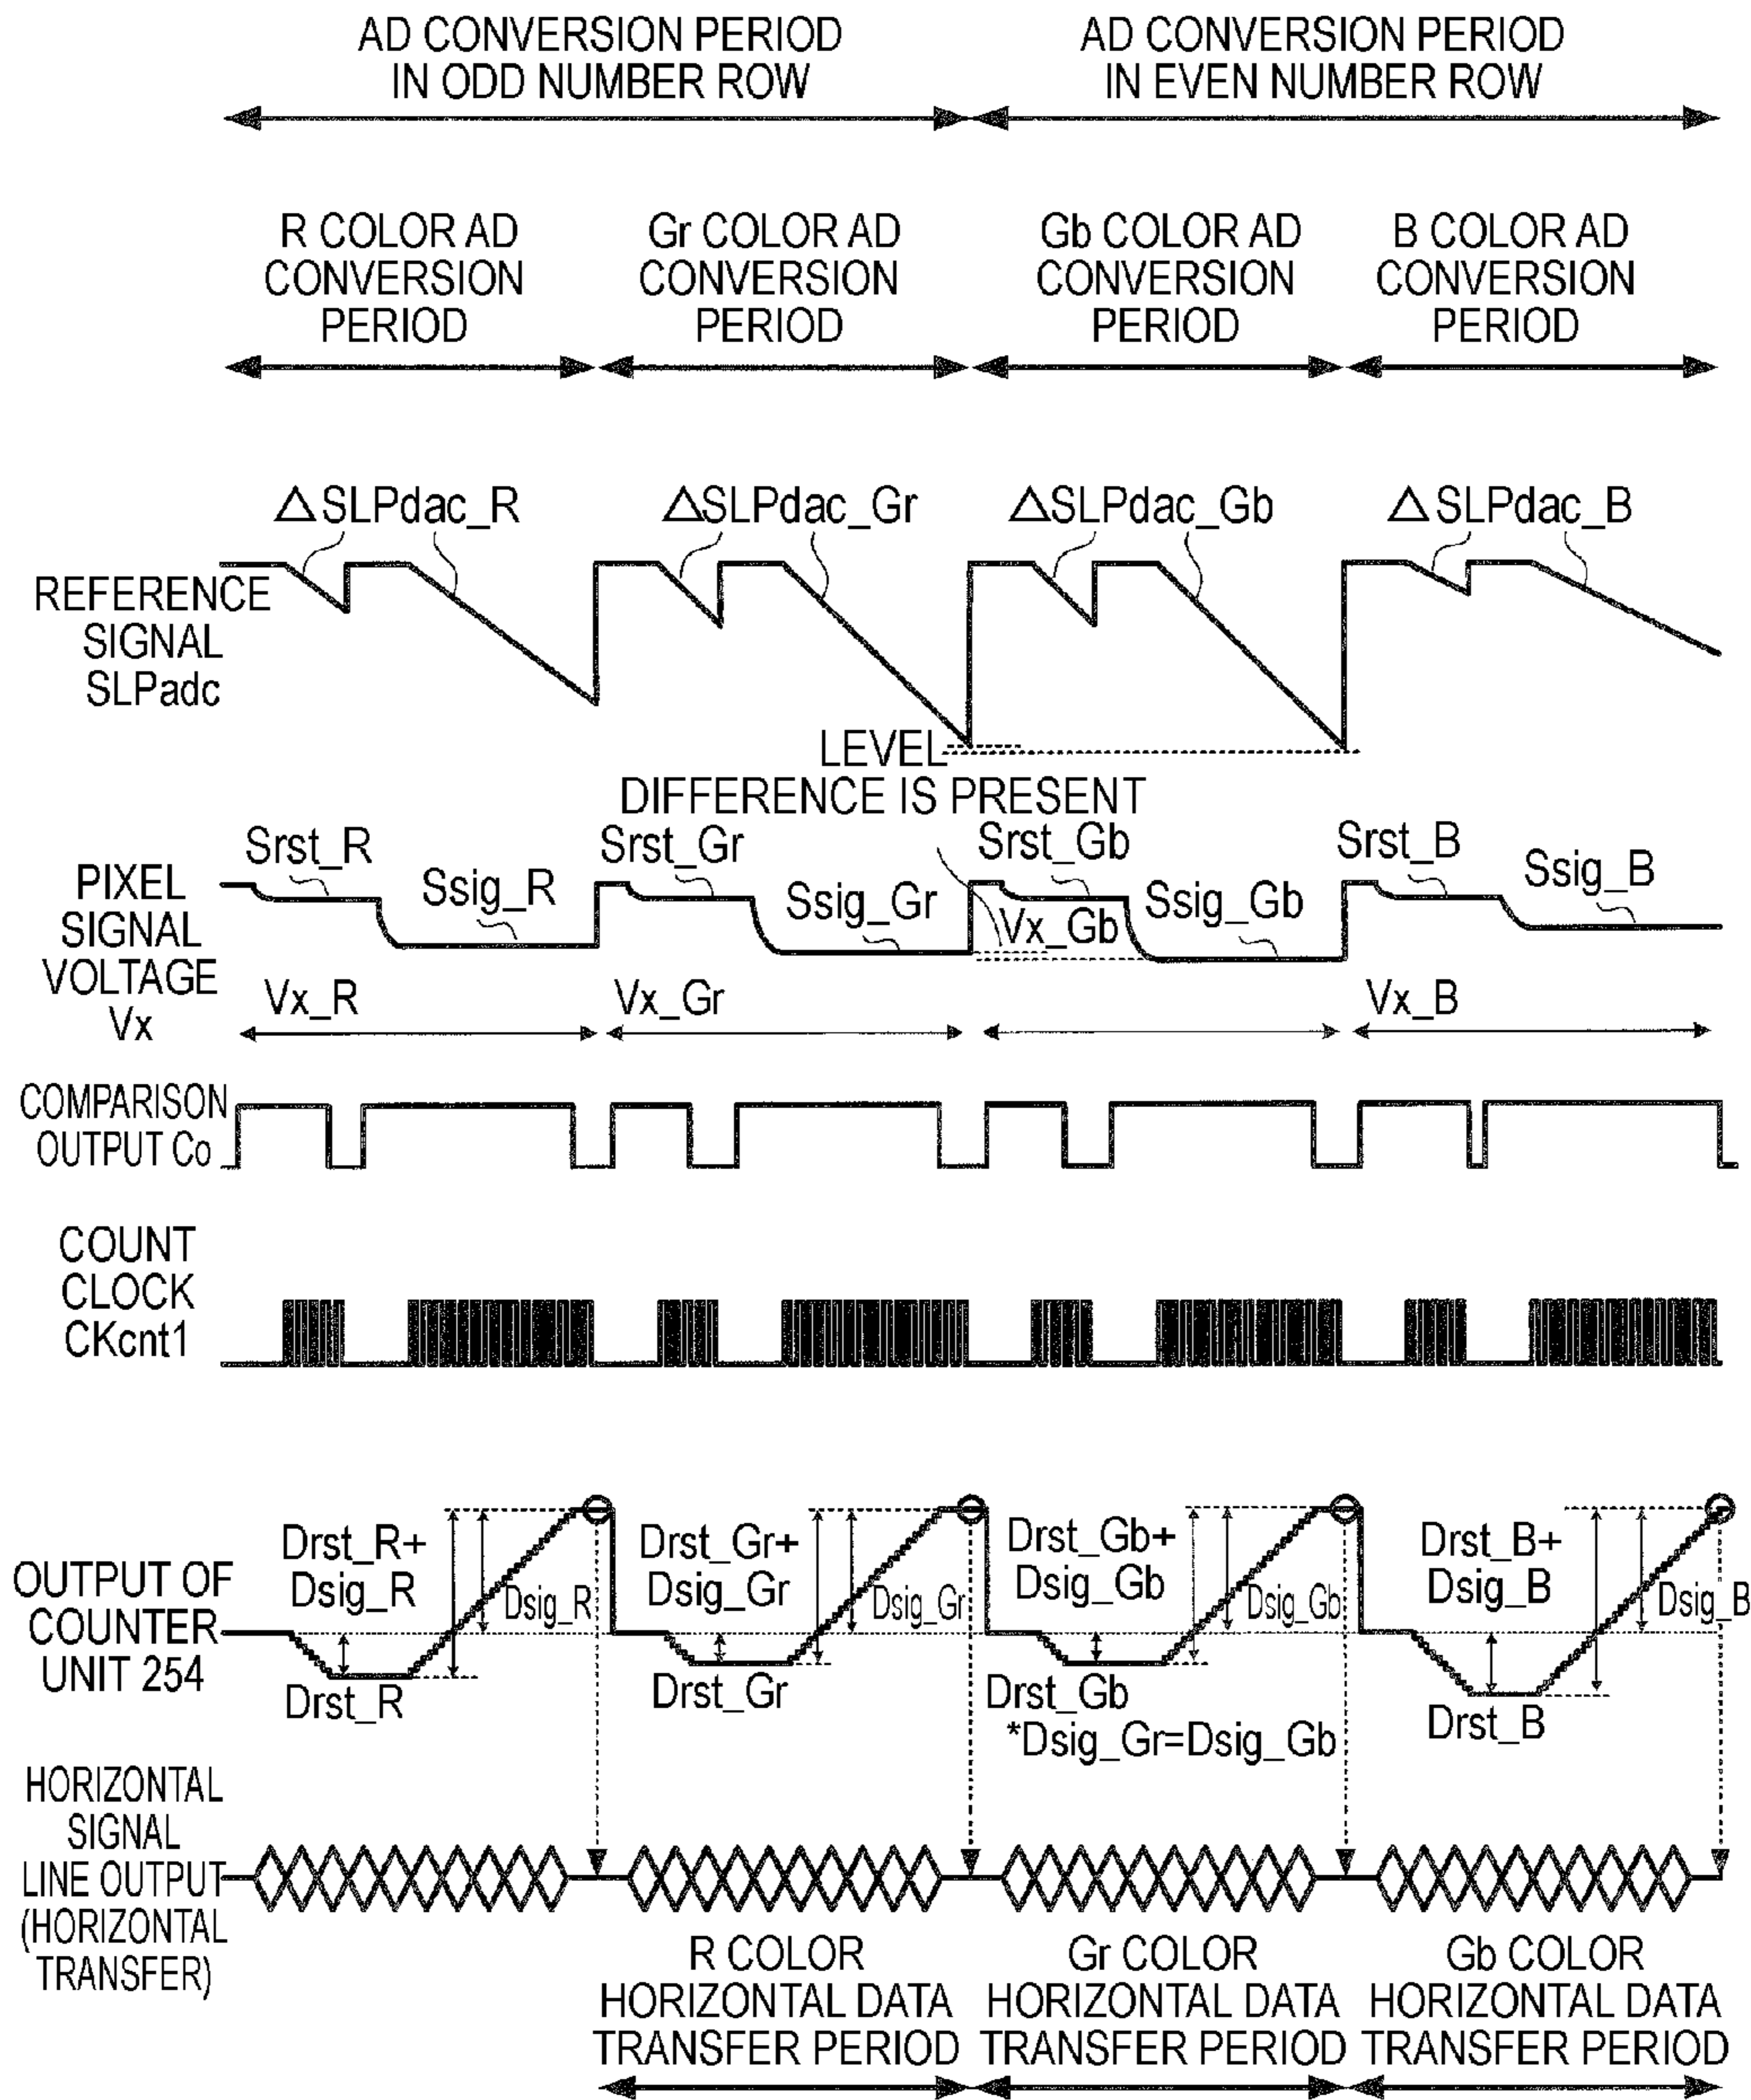 AD CONVERSION PERIOD
IN ODD NUMBER ROW
AD CONVERSION PERIOD
IN EVEN NUMBER ROW
R COLOR AD
CONVERSION
PERIOD
Gr COLOR AD
CONVERSION
PERIOD
Gb COLOR AD
CONVERSION
PERIOD
B COLOR AD
CONVERSION
PERIOD
△SLPdac_R
△SLPdac_Gr
△SLPdac_Gb
△SLPdac_B
REFERENCE
SIGNAL
SLPadc
LEVEL
DIFFERENCE IS PRESENT
PIXEL
SIGNAL
VOLTAGE
Vx
Srst_R
Ssig_R
Srst_Gr
Ssig_Gr
Srst_Gb
Ssig_Gb
Srst_B
Ssig_B
Vx_R
Vx_Gr
Vx_Gb
Vx_B
COMPARISON
OUTPUT Co
COUNT
CLOCK
CKcnt1
OUTPUT OF
COUNTER
UNIT 254
Drst_R+
Dsig_R
Dsig_R
Drst_R
Drst_Gr+
Dsig_Gr
Dsig_Gr
Drst_Gr
Drst_Gb+
Dsig_Gb
Dsig_Gb
Drst_Gb
*Dsig_Gr=Dsig_Gb
Drst_B+
Dsig_B
Dsig_B
Drst_B
HORIZONTAL
SIGNAL
LINE OUTPUT
(HORIZONTAL
TRANSFER)
R COLOR
HORIZONTAL DATA
TRANSFER PERIOD
Gr COLOR
HORIZONTAL DATA
TRANSFER PERIOD
Gb COLOR
HORIZONTAL DATA
TRANSFER PERIOD